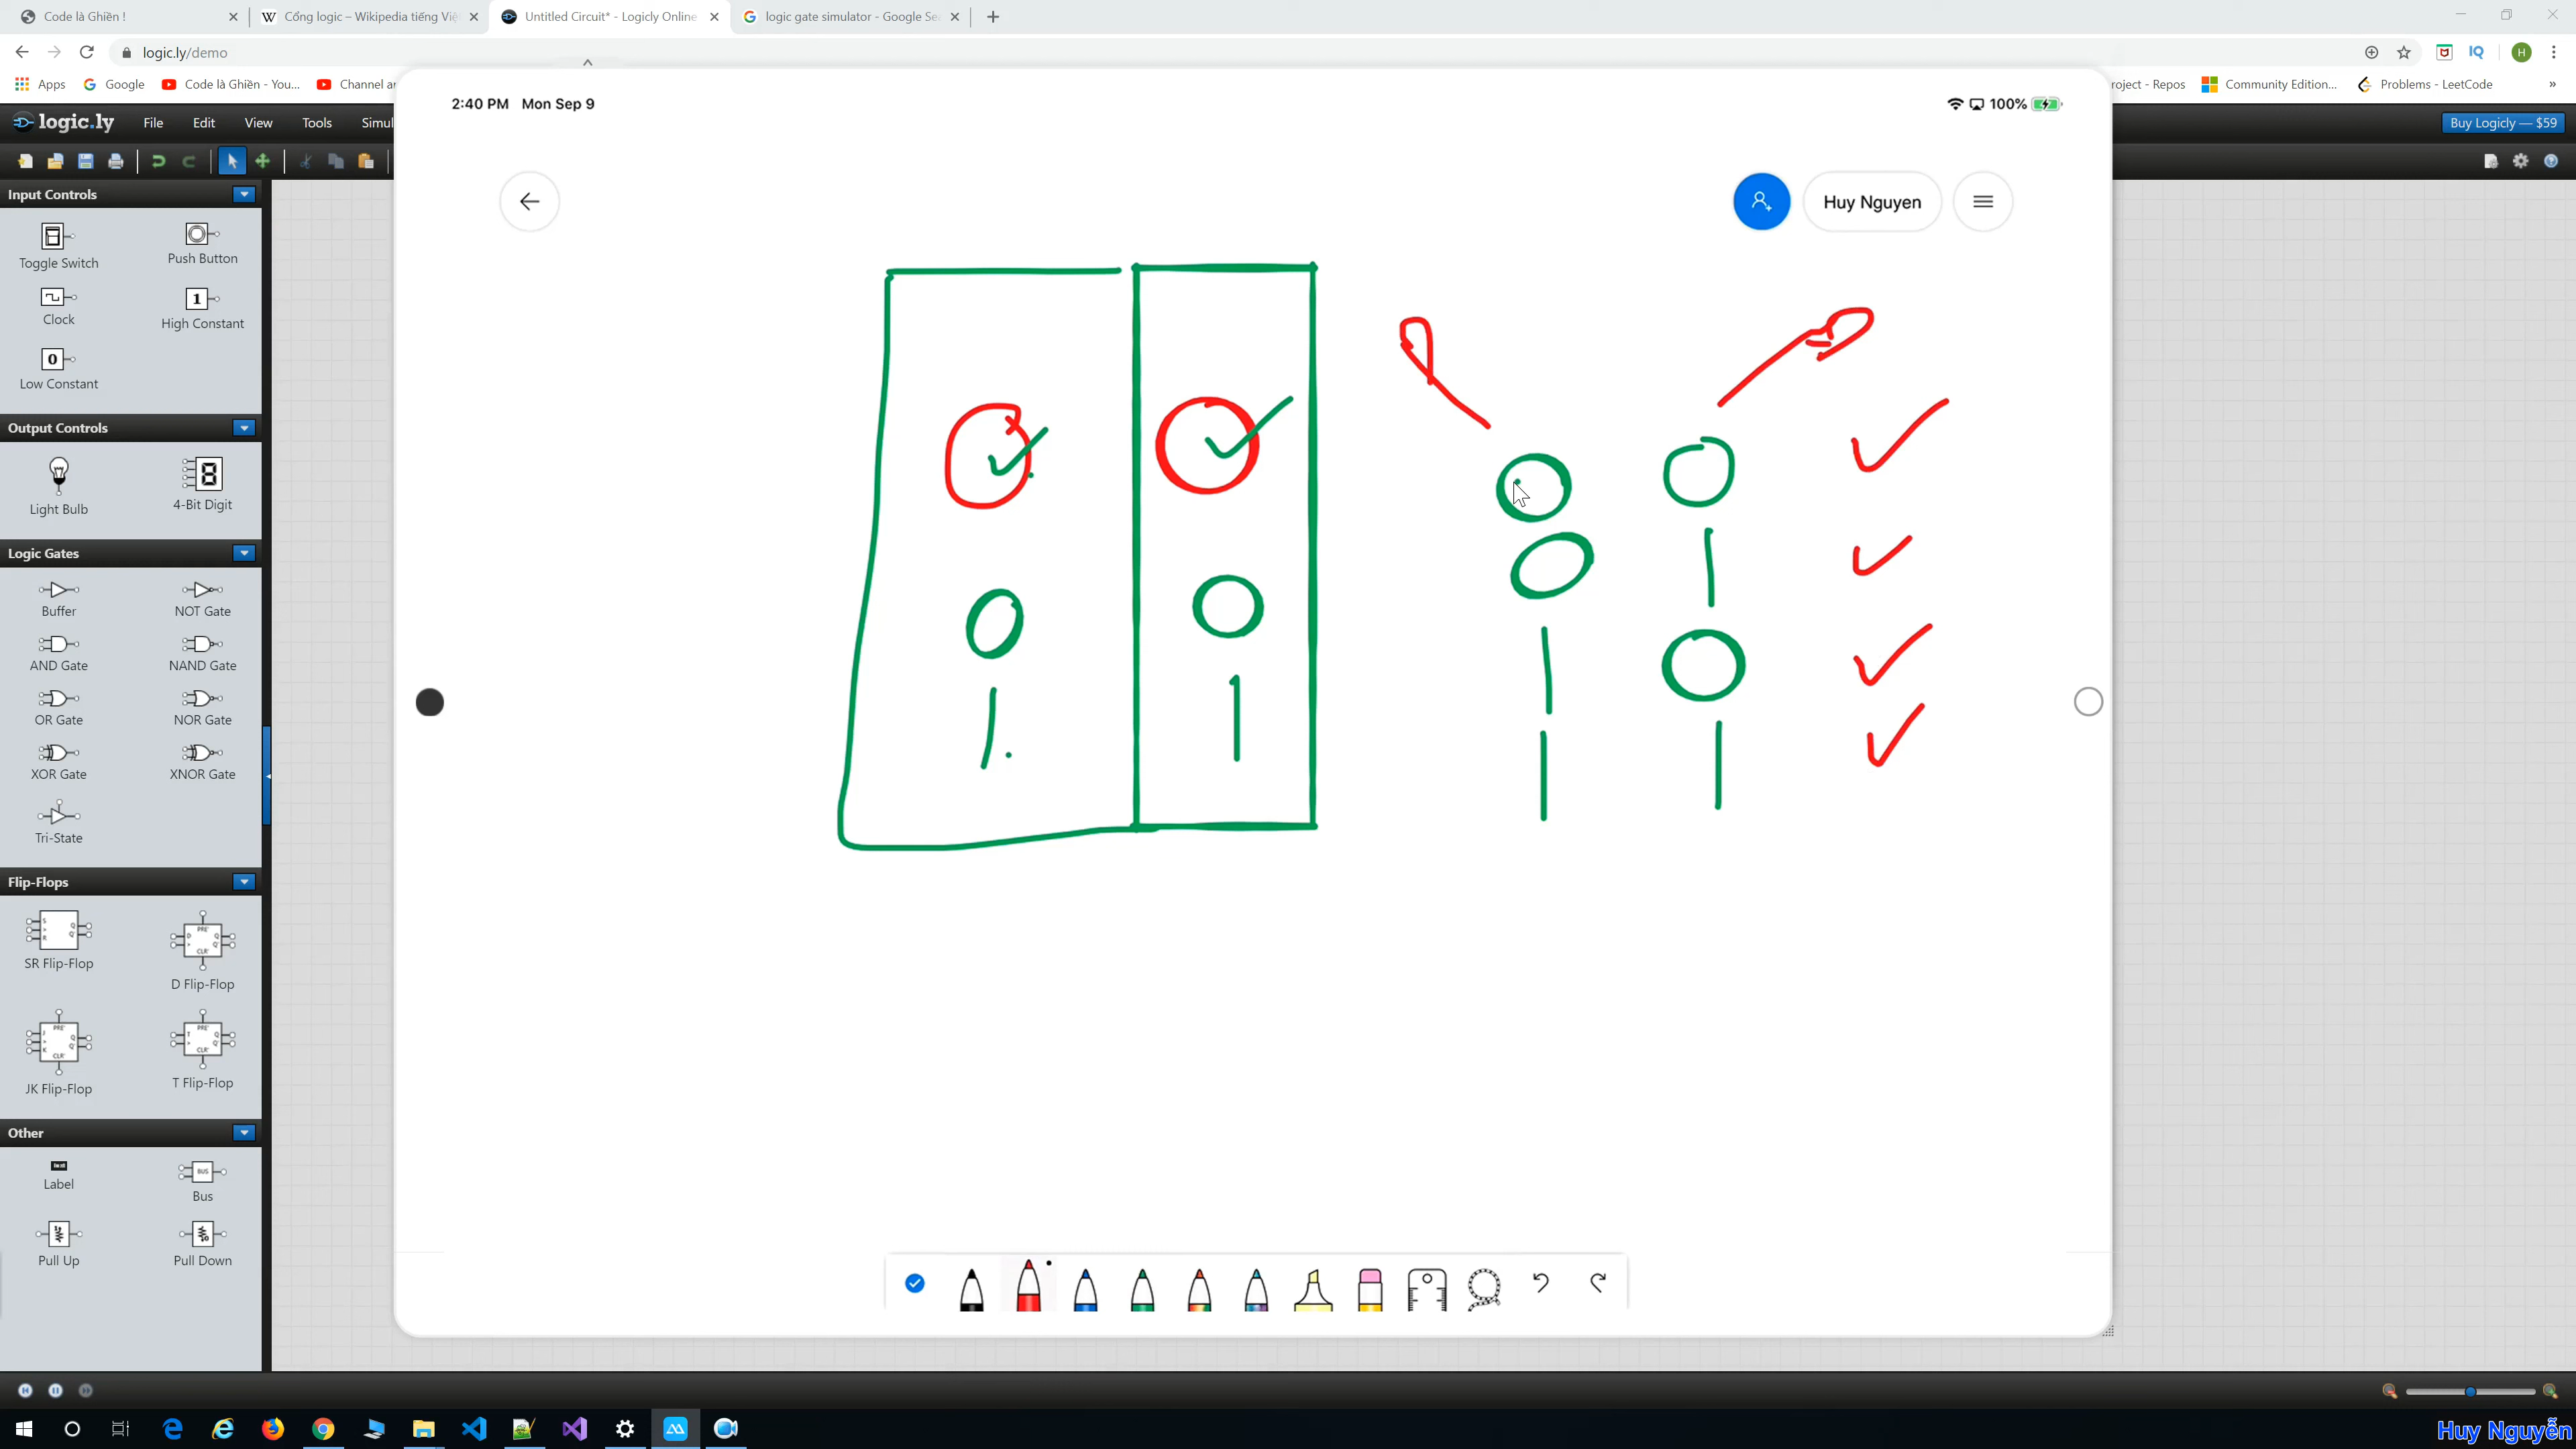 Code là Ghiền !
Cổng logic – Wikipedia tiếng Việ
Untitled Circuit* - Logicly Online
logic gate simulator - Google Sea
logic.ly/demo
Apps
Google
Code là Ghiền - You...
Channel an
roject - Repos
Community Edition...
Problems - LeetCode
»
2:40 PM Mon Sep 9
100%
logic.ly
File Edit View Tools Simul
Buy Logicly — $59
Huy Nguyen
Input Controls
Toggle Switch
Push Button
Clock
1
High Constant
0
Low Constant
Output Controls
Light Bulb
8
4-Bit Digit
Logic Gates
Buffer
NOT Gate
AND Gate
NAND Gate
OR Gate
NOR Gate
XOR Gate
XNOR Gate
Tri-State
Flip-Flops
SR Flip-Flop
D Flip-Flop
JK Flip-Flop
T Flip-Flop
Other
Label
BUS
Bus
Pull Up
Pull Down
0 0
0 1
0 0
1 0
1. 1
1 1
Huy Nguyễn